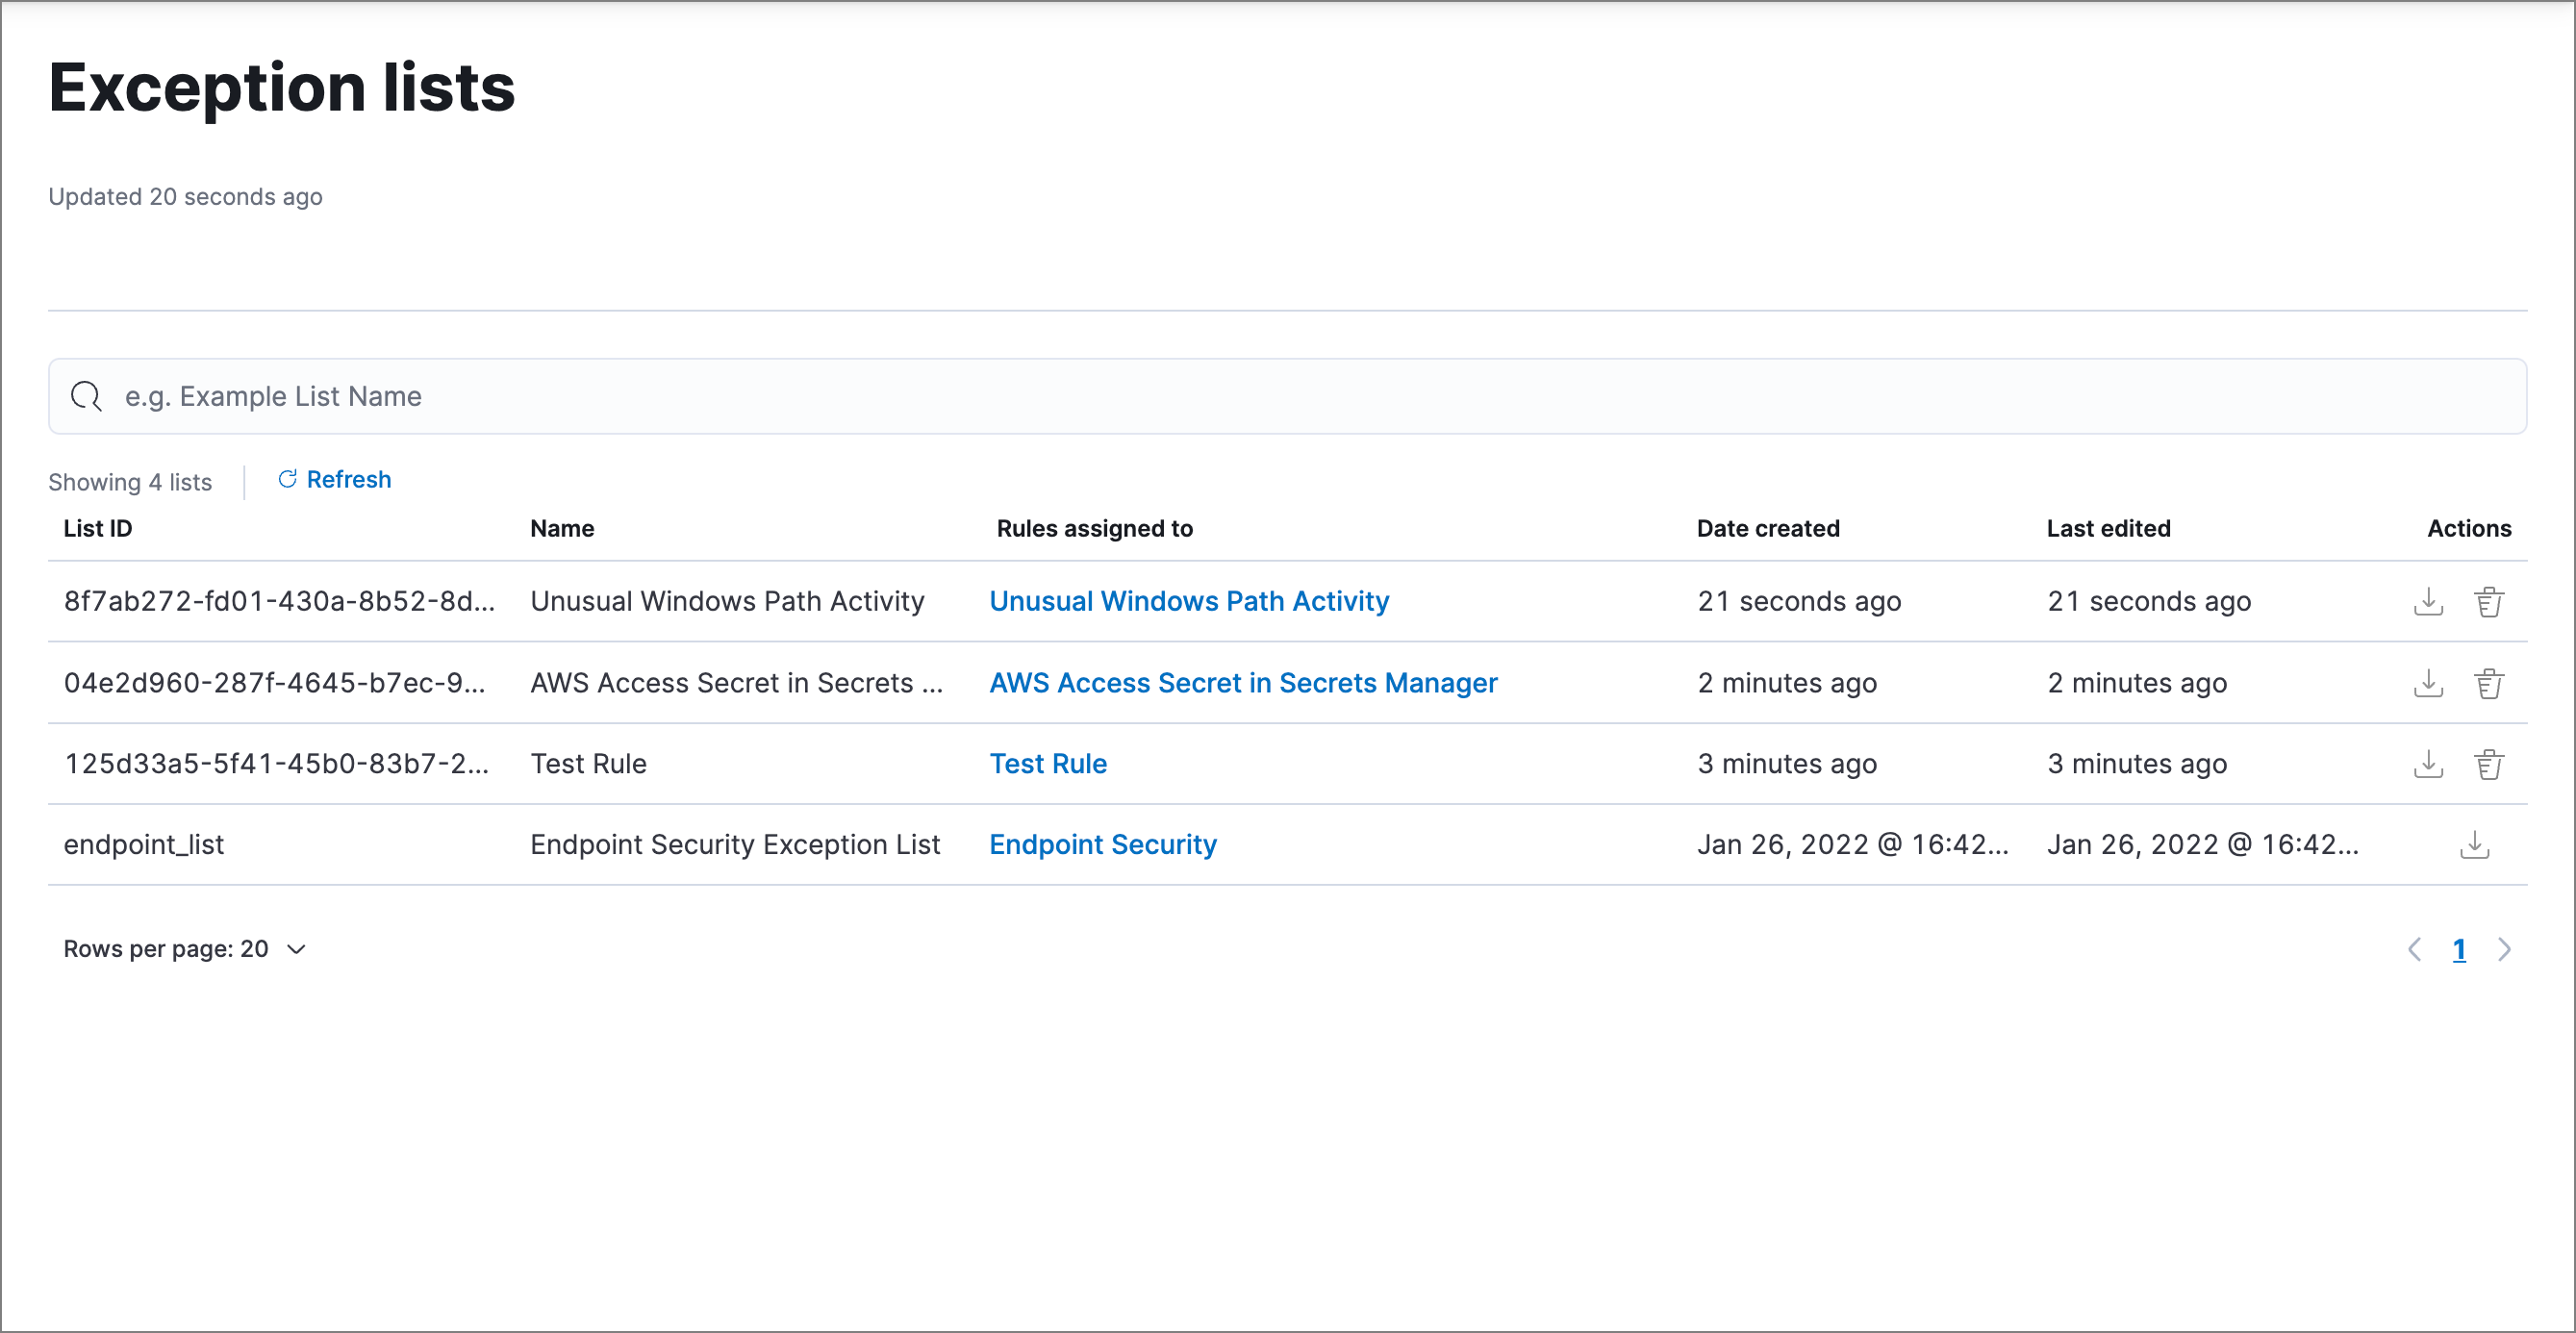 Exception lists
Updated 20 seconds ago
e.g. Example List Name
Showing 4 lists Refresh
List ID Name Rules assigned to Date created Last edited Actions
8f7ab272-fd01-430a-8b52-8d... Unusual Windows Path Activity Unusual Windows Path Activity 21 seconds ago 21 seconds ago
04e2d960-287f-4645-b7ec-9... AWS Access Secret in Secrets ... AWS Access Secret in Secrets Manager 2 minutes ago 2 minutes ago
125d33a5-5f41-45b0-83b7-2... Test Rule Test Rule 3 minutes ago 3 minutes ago
endpoint_list Endpoint Security Exception List Endpoint Security Jan 26, 2022 @ 16:42... Jan 26, 2022 @ 16:42...
Rows per page: 20 1